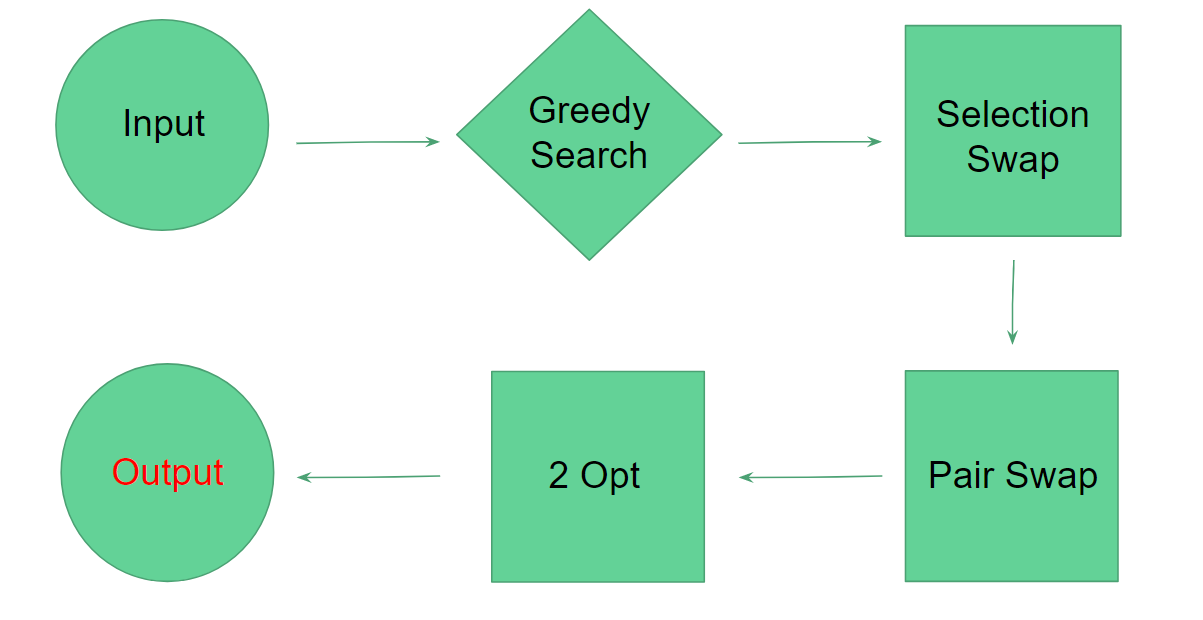 Input
Greedy
Search
Selection
Swap
Pair Swap
2 Opt
Output